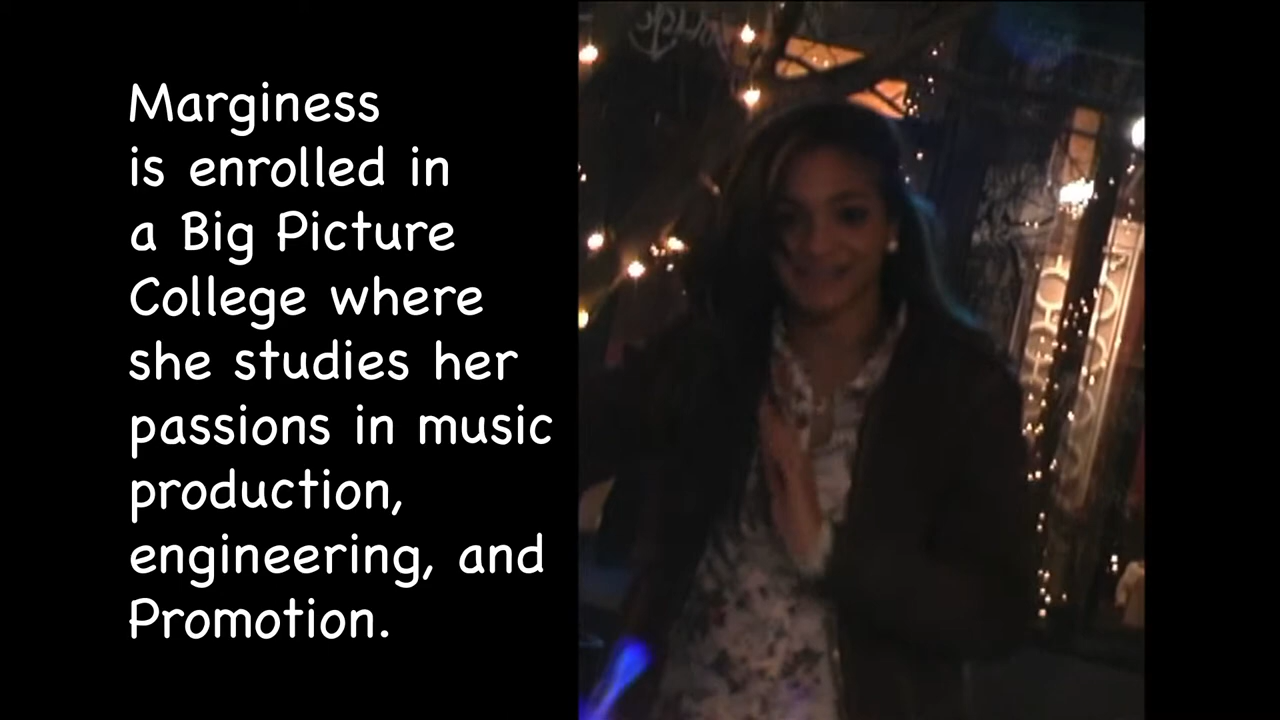 Marginess
is enrolled in
a Big Picture
College where
she studies her
passions in music
production,
engineering, and
Promotion.